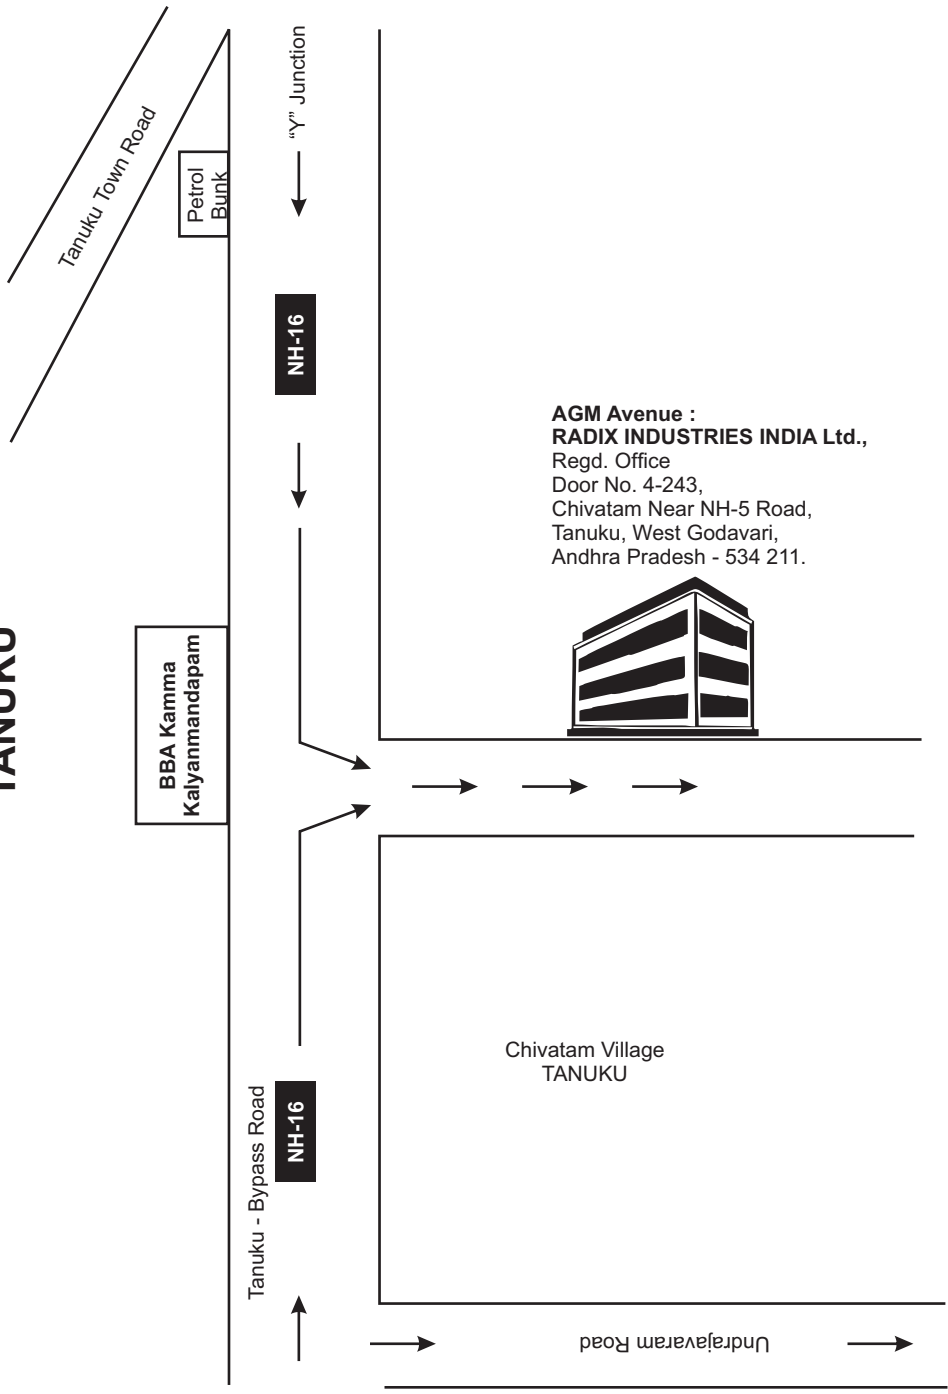 "Y" Junction
Tanuku Town Road
Petrol
Bunk
NH-16
AGM Avenue :
RADIX INDUSTRIES INDIA Ltd.,
Regd. Office
Door No. 4-243,
Chivatam Near NH-5 Road,
Tanuku, West Godavari,
Andhra Pradesh - 534 211.
TANUKU
BBA Kamma
Kalyanmandapam
Chivatam Village
TANUKU
Tanuku - Bypass Road
NH-16
Undrajavaram Road